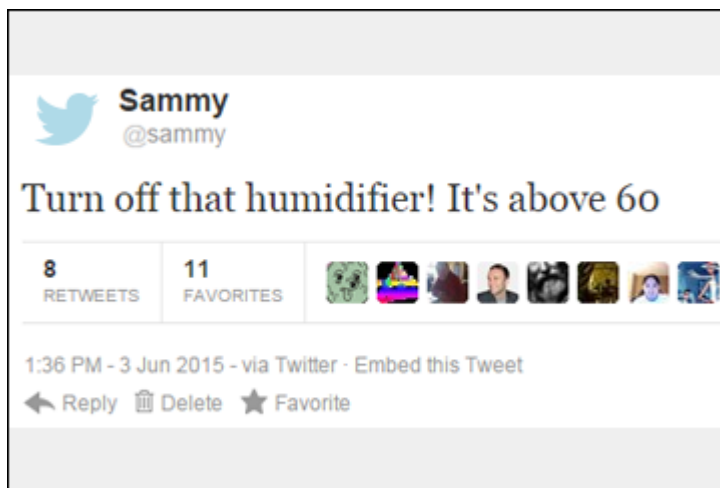 Sammy
@sammy
Turn off that humidifier! It's above 60
8 11
RETWEETS FAVORITES
1:36 PM - 3 Jun 2015 - via Twitter · Embed this Tweet
Reply Delete Favorite